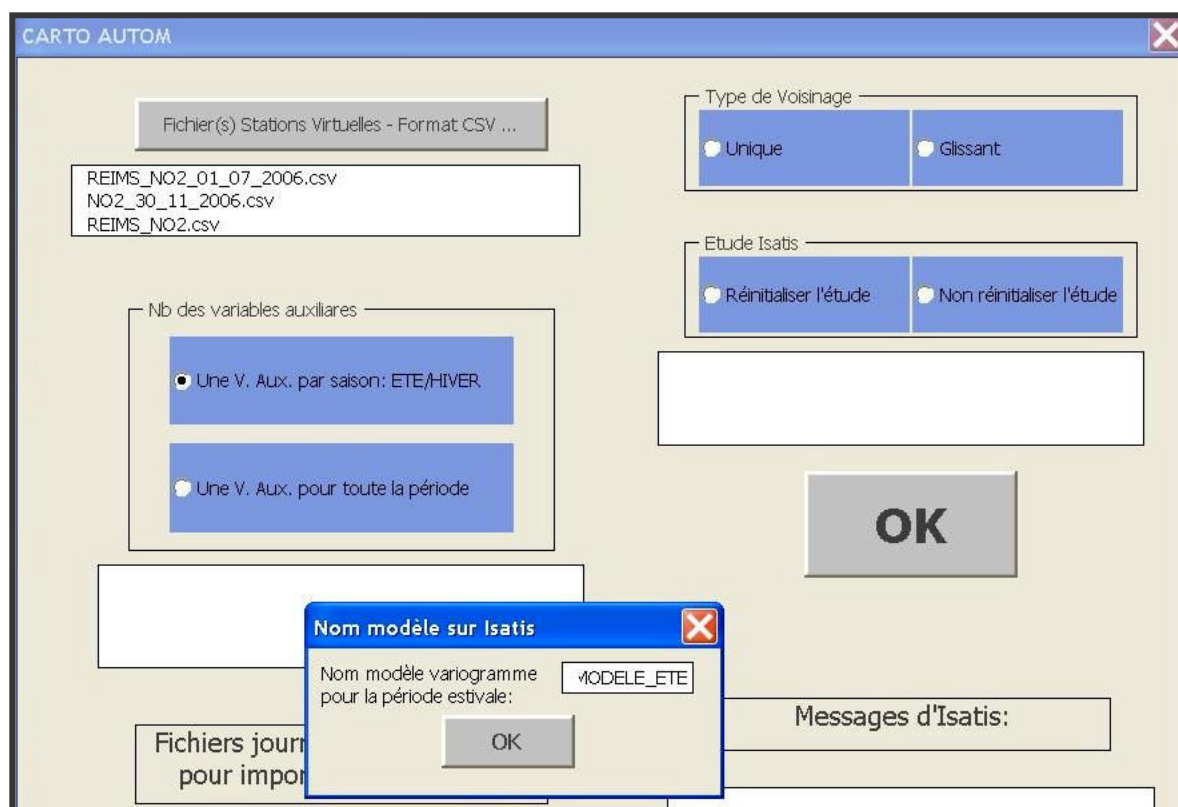 CARTO AUTOM
Fichier(s) Stations Virtuelles - Format CSV ...
REIMS_NO2_01_07_2006.csv
NO2_30_11_2006.csv
REIMS_NO2.csv
Nb des variables auxiliares
Une V. Aux. par saison: ETE/HIVER
Une V. Aux. pour toute la période
Type de Voisinage
Unique
Glissant
Etude Isatis
Réinitialiser l'étude
Non réinitialiser l'étude
OK
Nom modèle sur Isatis
Nom modèle variogramme
pour la période estivale:
MODELE_ETE
OK
Fichiers jour
pour impor
Messages d'Isatis: